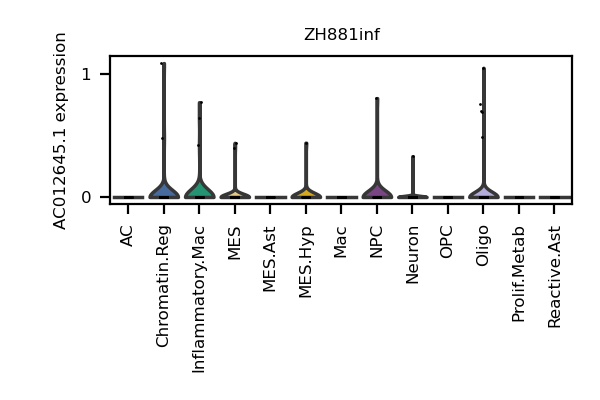 ZH881inf
AC012645.1 expression
1
0
AC
Chromatin.Reg
Inflammatory.Mac
MES
MES.Ast
MES.Hyp
Mac
NPC
Neuron
OPC
Oligo
Prolif.Metab
Reactive.Ast